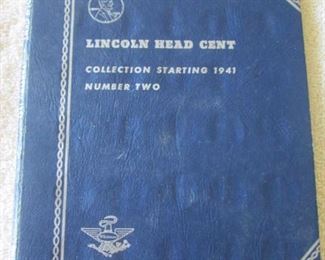 LINCOLN HEAD CENT
COLLECTION STARTING 1941
NUMBER TWO